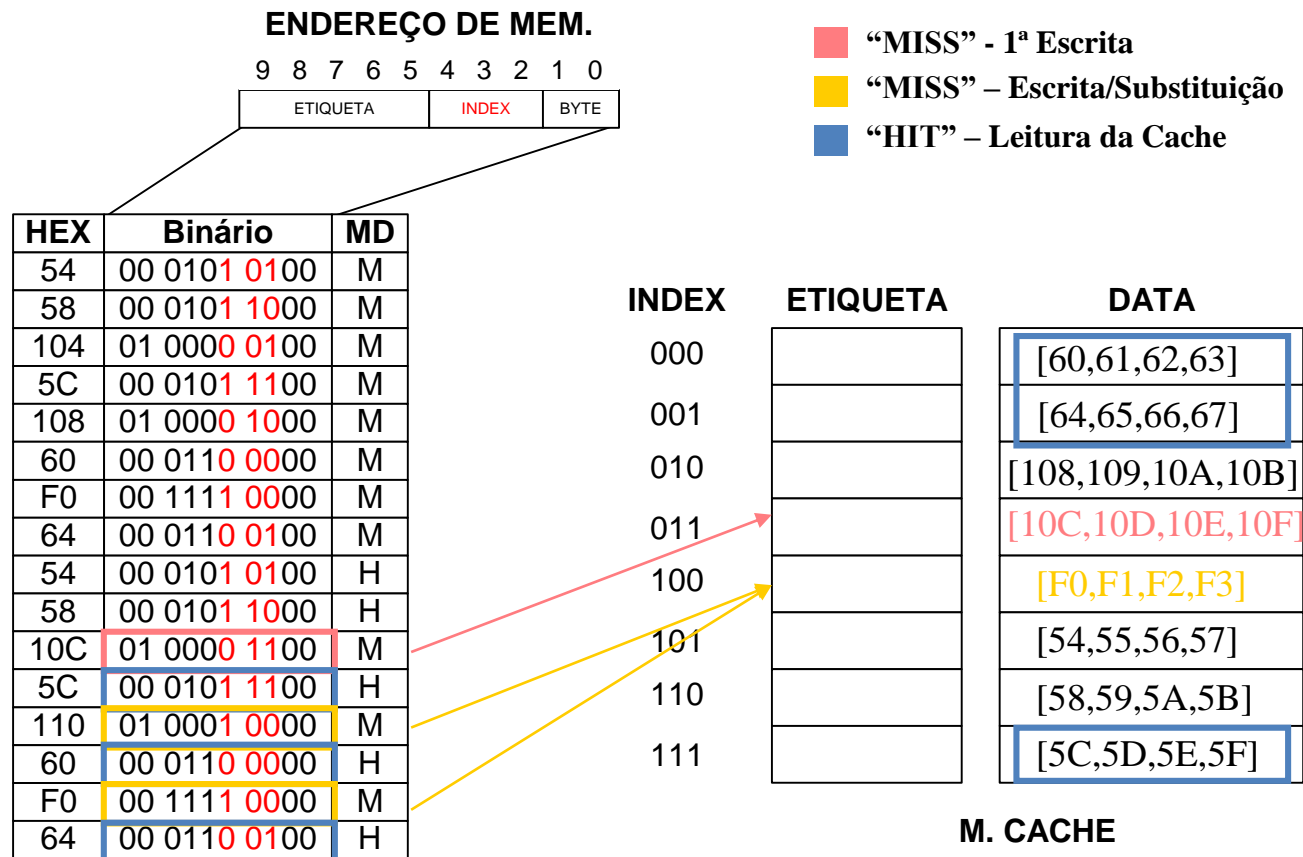 ENDEREÇO DE MEM.
9 8 7 6 5 4 3 2 1 0
ETIQUETA INDEX BYTE
“MISS” - 1ª Escrita
“MISS” – Escrita/Substituição
“HIT” – Leitura da Cache
HEX Binário MD
54 00 0101 0100 M
58 00 0101 1000 M
104 01 0000 0100 M
5C 00 0101 1100 M
108 01 0000 1000 M
60 00 0110 0000 M
F0 00 1111 0000 M
64 00 0110 0100 M
54 00 0101 0100 H
58 00 0101 1000 H
10C 01 0000 1100 M
5C 00 0101 1100 H
110 01 0001 0000 M
60 00 0110 0000 H
F0 00 1111 0000 M
64 00 0110 0100 H
INDEX ETIQUETA DATA
000 [60,61,62,63]
001 [64,65,66,67]
010 [108,109,10A,10B]
011 [10C,10D,10E,10F]
100 [F0,F1,F2,F3]
101 [54,55,56,57]
110 [58,59,5A,5B]
111 [5C,5D,5E,5F]
M. CACHE